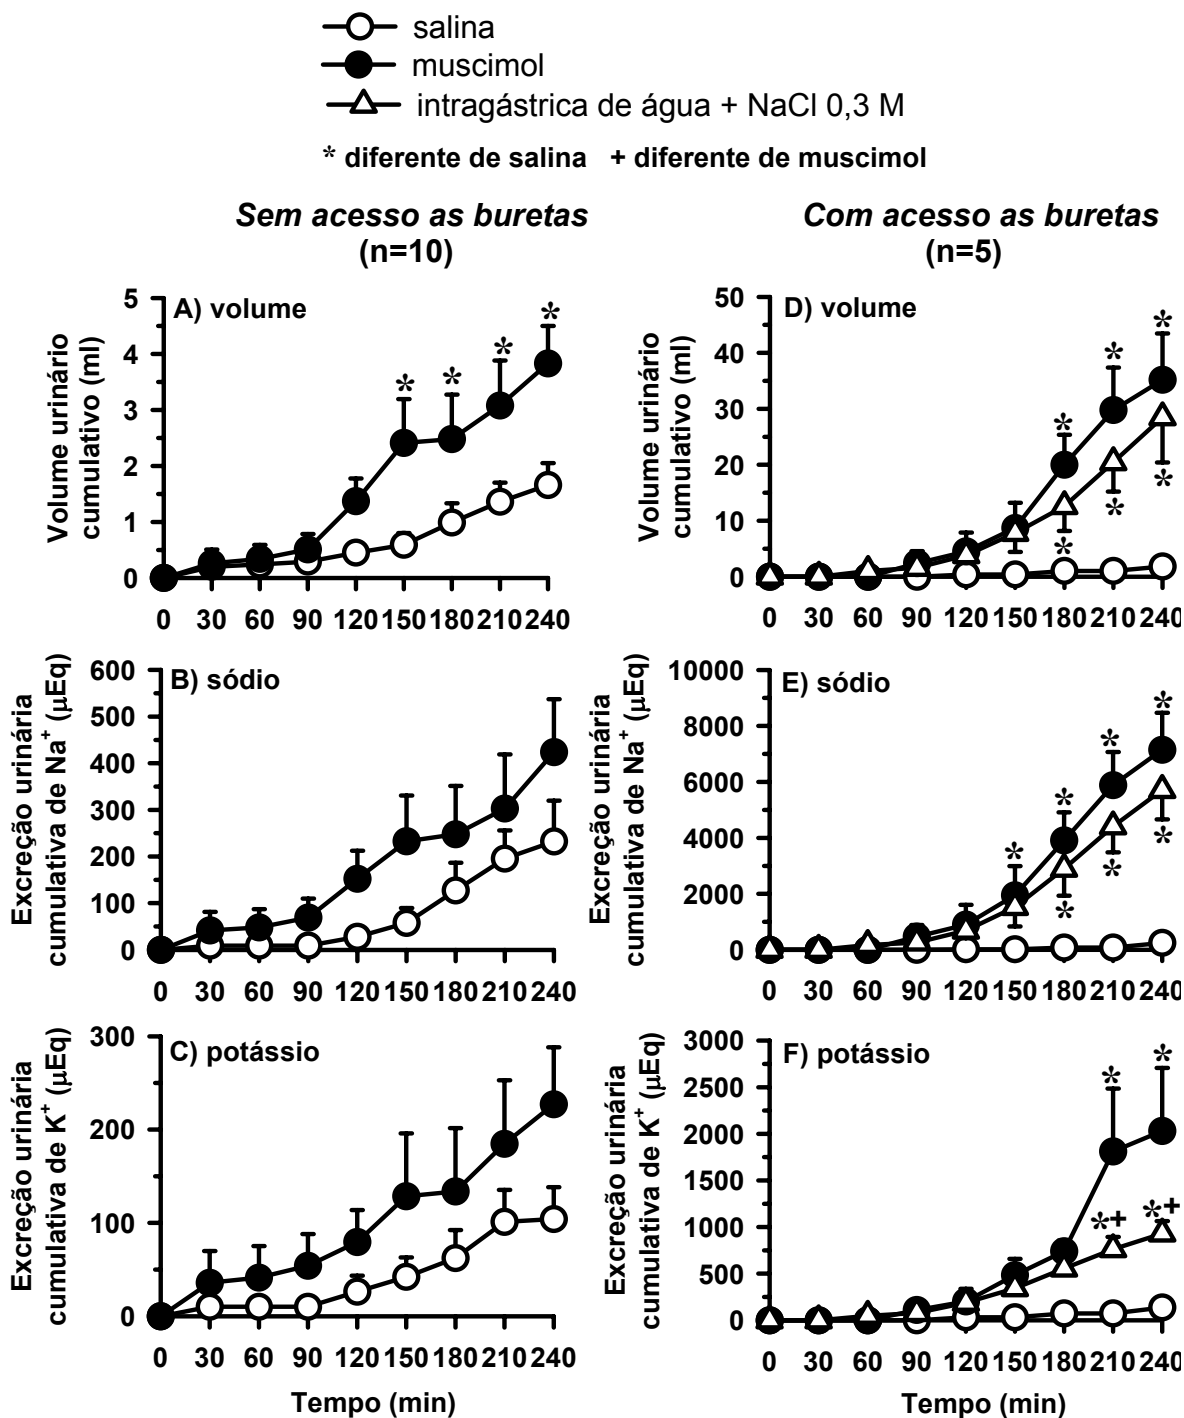 salina
muscimol
intragástrica de água + NaCl 0,3 M
* diferente de salina + diferente de muscimol
Sem acesso as buretas
(n=10)
Com acesso as buretas
(n=5)
A) volume
Volume urinário
cumulativo (ml)
5
4
3
2
1
0
* * * *
0 30 60 90 120 150 180 210 240
D) volume
Volume urinário
cumulativo (ml)
50
40
30
20
10
0
* * *
* * *
0 30 60 90 120 150 180 210 240
B) sódio
Excreção urinária
cumulativa de Na+ (μEq)
600
500
400
300
200
100
0
0 30 60 90 120 150 180 210 240
E) sódio
Excreção urinária
cumulativa de Na+ (μEq)
10000
8000
6000
4000
2000
0
* * * *
* * *
0 30 60 90 120 150 180 210 240
C) potássio
Excreção urinária
cumulativa de K+ (μEq)
300
200
100
0
0 30 60 90 120 150 180 210 240
Tempo (min)
F) potássio
Excreção urinária
cumulativa de K+ (μEq)
3000
2500
2000
1750
1500
1000
500
0
* *
*+ *+
0 30 60 90 120 150 180 210 240
Tempo (min)